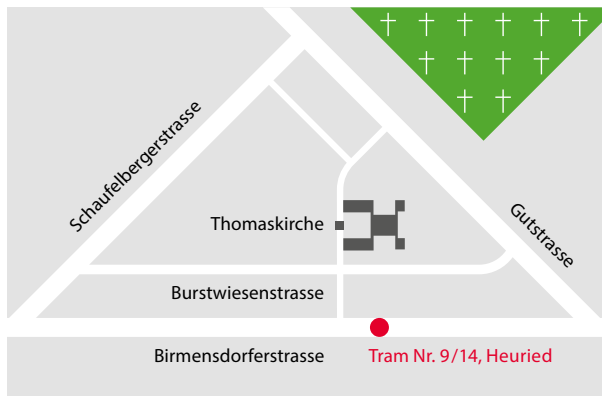 Schaufelbergerstrasse
Thomaskirche
Gutstrasse
Burstwiesenstrasse
Birmensdorferstrasse
Tram Nr. 9/14, Heuried